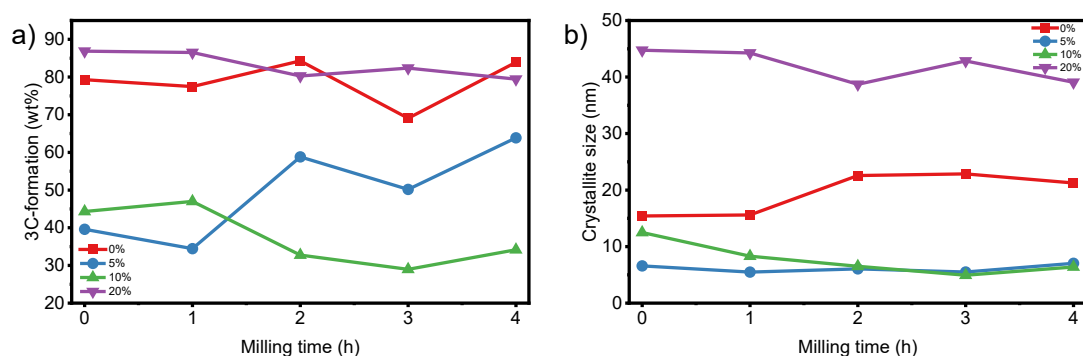 a)
3C-formation (wt%)
90
80
70
60
50
40
30
20
0%
5%
10%
20%
0 1 2 3 4
Milling time (h)
b)
Crystallite size (nm)
50
40
30
20
10
0
0%
5%
10%
20%
0 1 2 3 4
Milling time (h)